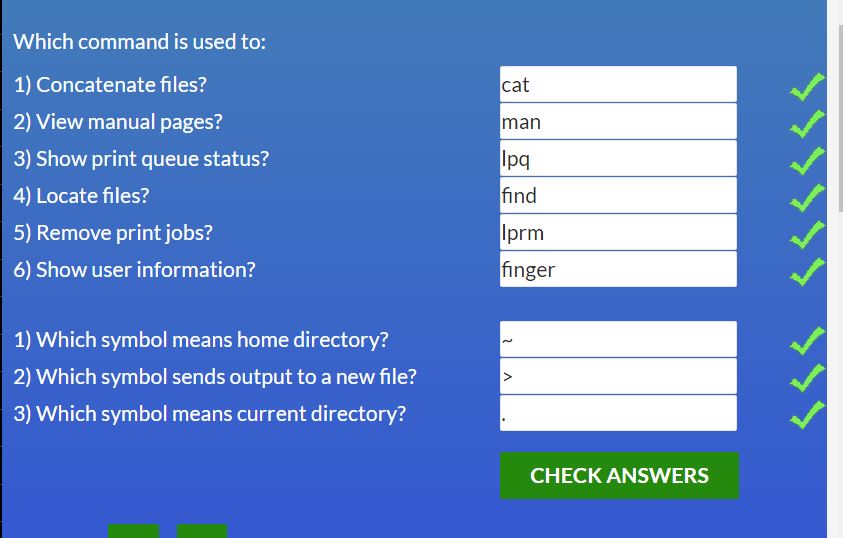 Which command is used to:
1) Concatenate files? cat
2) View manual pages? man
3) Show print queue status? lpq
4) Locate files? find
5) Remove print jobs? lprm
6) Show user information? finger
1) Which symbol means home directory? ~
2) Which symbol sends output to a new file? >
3) Which symbol means current directory? .
CHECK ANSWERS